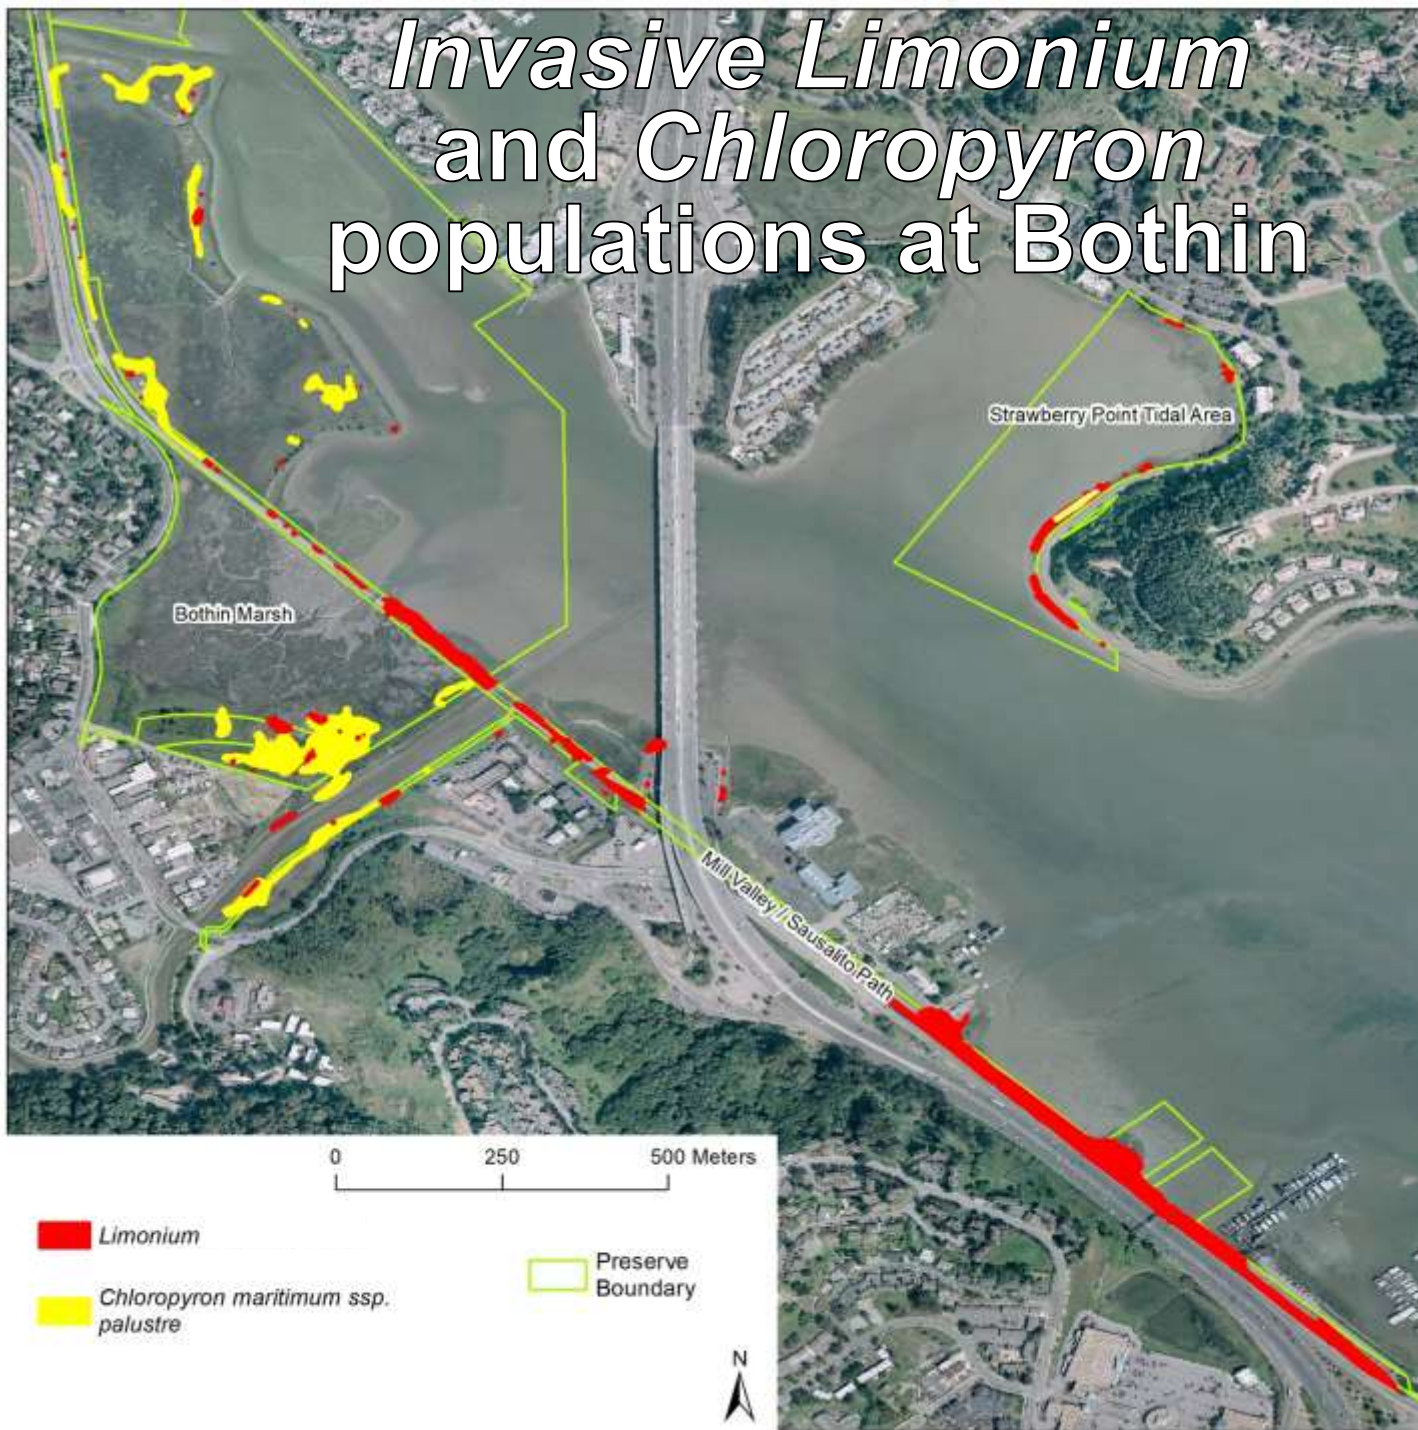 Invasive Limonium
and Chloropyron
populations at Bothin
Strawberry Point Tidal Area
Bothin Marsh
Mill Valley // Sausalito Path
0 250 500 Meters
Limonium
Chloropyron maritimum ssp.
palustre
Preserve
Boundary
N